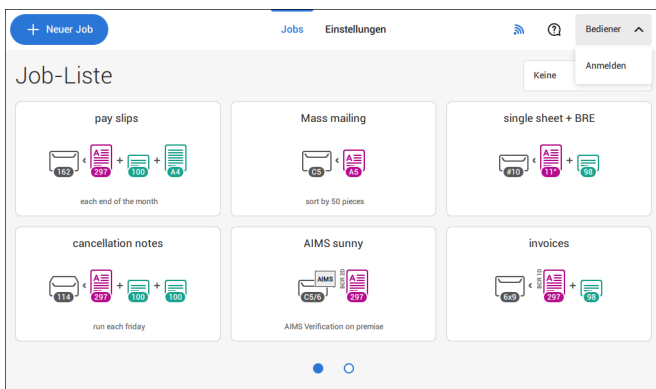 + Neuer Job
Jobs
Einstellungen
Bediener
Anmelden
Job-Liste
Keine
pay slips
162
297
100
A4
each end of the month
Mass mailing
C5
A5
sort by 50 pieces
single sheet + BRE
#10
11"
98
cancellation notes
114
297
100
100
run each friday
AIMS sunny
AIMS
C5/6
BCR 2D
297
AIMS Verification on premise
invoices
6x9
BCR 1D
297
98